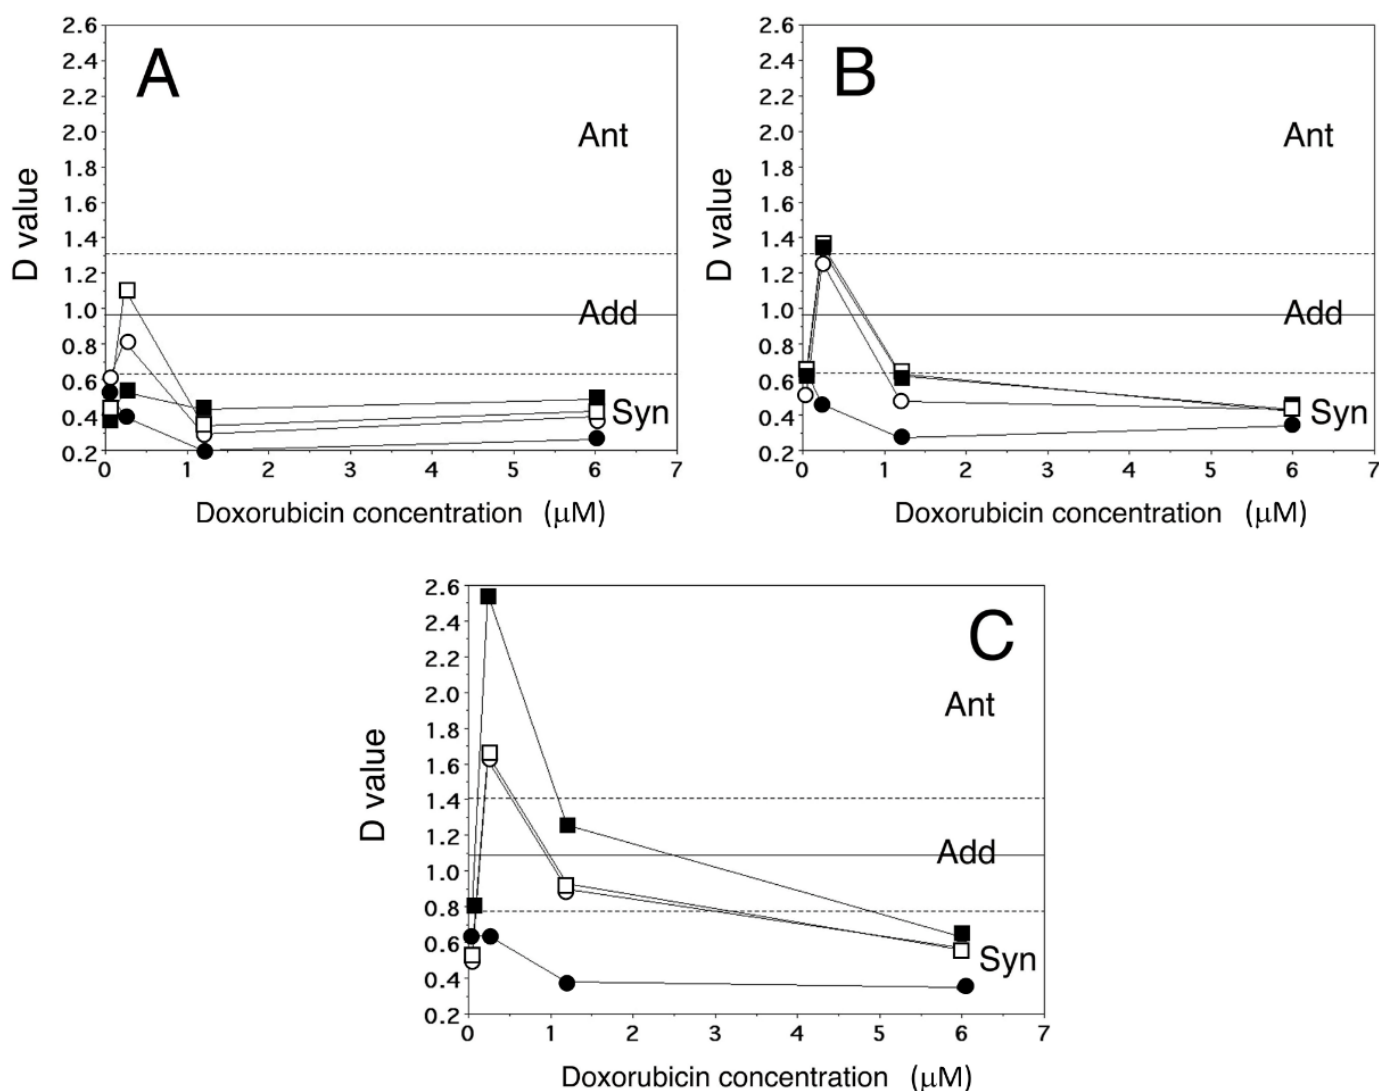 A
2.6
2.4
2.2
2.0
1.8
1.6
1.4
1.2
1.0
0.8
0.6
0.4
0.2
D value
Ant
Add
Syn
0 1 2 3 4 5 6 7
Doxorubicin concentration (μM)
B
2.6
2.4
2.2
2.0
1.8
1.6
1.4
1.2
1.0
0.8
0.6
0.4
0.2
D value
Ant
Add
Syn
0 1 2 3 4 5 6 7
Doxorubicin concentration (μM)
C
2.6
2.4
2.2
2.0
1.8
1.6
1.4
1.2
1.0
0.8
0.6
0.4
0.2
D value
Ant
Add
Syn
0 1 2 3 4 5 6 7
Doxorubicin concentration (μM)